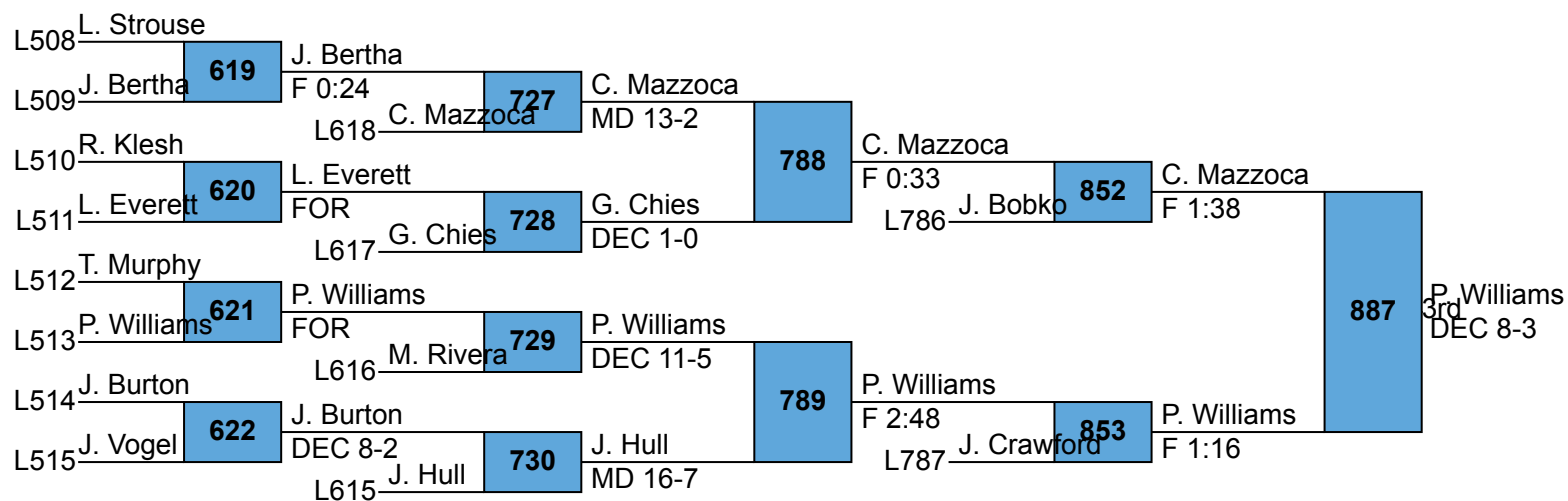 L508 L. Strouse
619
L509 J. Bertha
J. Bertha
F 0:24
727
L618 C. Mazzoca
C. Mazzoca
MD 13-2
L510 R. Klesh
620
L511 L. Everett
L. Everett
FOR
728
L617 G. Chies
G. Chies
DEC 1-0
788
C. Mazzoca
F 0:33
852
L786 J. Bobko
C. Mazzoca
F 1:38
L512 T. Murphy
621
L513 P. Williams
P. Williams
FOR
729
L616 M. Rivera
P. Williams
DEC 11-5
L514 J. Burton
622
L515 J. Vogel
J. Burton
DEC 8-2
730
L615 J. Hull
J. Hull
MD 16-7
789
P. Williams
F 2:48
853
L787 J. Crawford
P. Williams
F 1:16
887
3rd
P. Williams
DEC 8-3